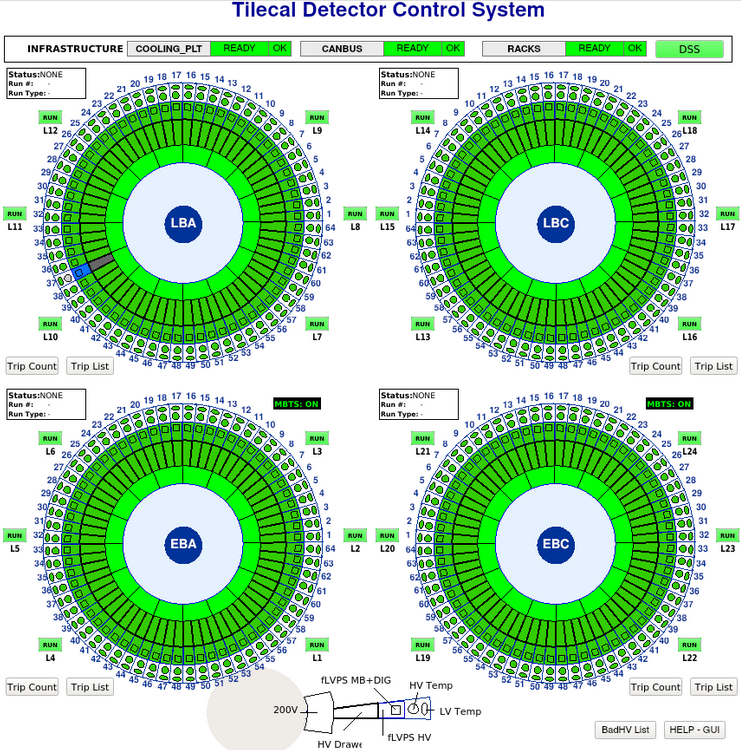 Tilecal Detector Control System
INFRASTRUCTURE COOLING_PLT READY OK CANBUS READY OK RACKS READY OK DSS
Status:NONE
Run #: -
Run Type: -
Status:NONE
Run #: -
Run Type: -
24 23 22 21 20 19 18 17 16 15 14 13 12 11 10 9
9 10 11 12 13 14 15 16 17 18 19 20 21 22 23 24
RUN
L12
RUN
L9
RUN
L14
RUN
L18
25 26 27 28 29 30 31 32 33 34 35 36 37 38 39 40
8 7 6 5 4 3 2 1 64 63 62 61 60 59 58 57
8 7 6 5 4 3 2 1 64 63 62 61 60 59 58 57
25 26 27 28 29 30 31 32 33 34 35 36 37 38 39 40
RUN
L11
LBA
RUN
L8
RUN
L15
LBC
RUN
L17
RUN
L10
RUN
L7
RUN
L13
RUN
L16
41 42 43 44 45 46 47 48 49 50 51 52 53 54 55 56
56 55 54 53 52 51 50 49 48 47 46 45 44 43 42 41
Trip Count Trip List
Trip Count Trip List
Status:NONE
Run #: -
Run Type: -
MBTS: ON
Status:NONE
Run #: -
Run Type: -
MBTS: ON
24 23 22 21 20 19 18 17 16 15 14 13 12 11 10 9
9 10 11 12 13 14 15 16 17 18 19 20 21 22 23 24
RUN
L6
RUN
L3
RUN
L21
RUN
L24
25 26 27 28 29 30 31 32 33 34 35 36 37 38 39 40
8 7 6 5 4 3 2 1 64 63 62 61 60 59 58 57
8 7 6 5 4 3 2 1 64 63 62 61 60 59 58 57
25 26 27 28 29 30 31 32 33 34 35 36 37 38 39 40
RUN
L5
EBA
RUN
L2
RUN
L20
EBC
RUN
L23
RUN
L4
RUN
L1
RUN
L19
RUN
L22
41 42 43 44 45 46 47 48 49 50 51 52 53 54 55 56
56 55 54 53 52 51 50 49 48 47 46 45 44 43 42 41
Trip Count Trip List
Trip Count Trip List
fLVPS MB+DIG
HV Temp
200V
LV Temp
HV Drawe
fLVPS HV
BadHV List
HELP - GUI